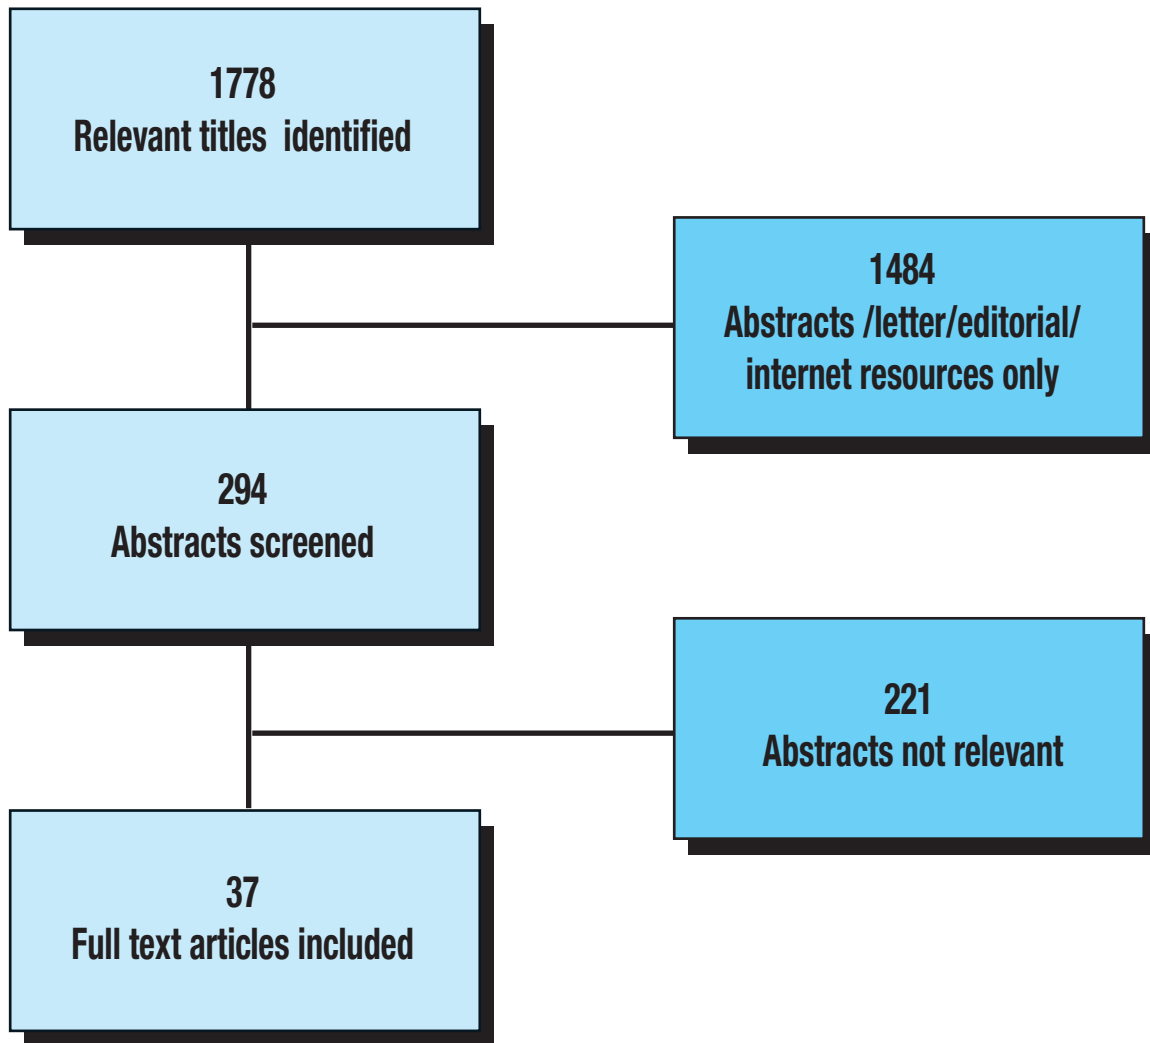 1778
Relevant titles identified
1484
Abstracts /letter/editorial/
internet resources only
294
Abstracts screened
221
Abstracts not relevant
37
Full text articles included